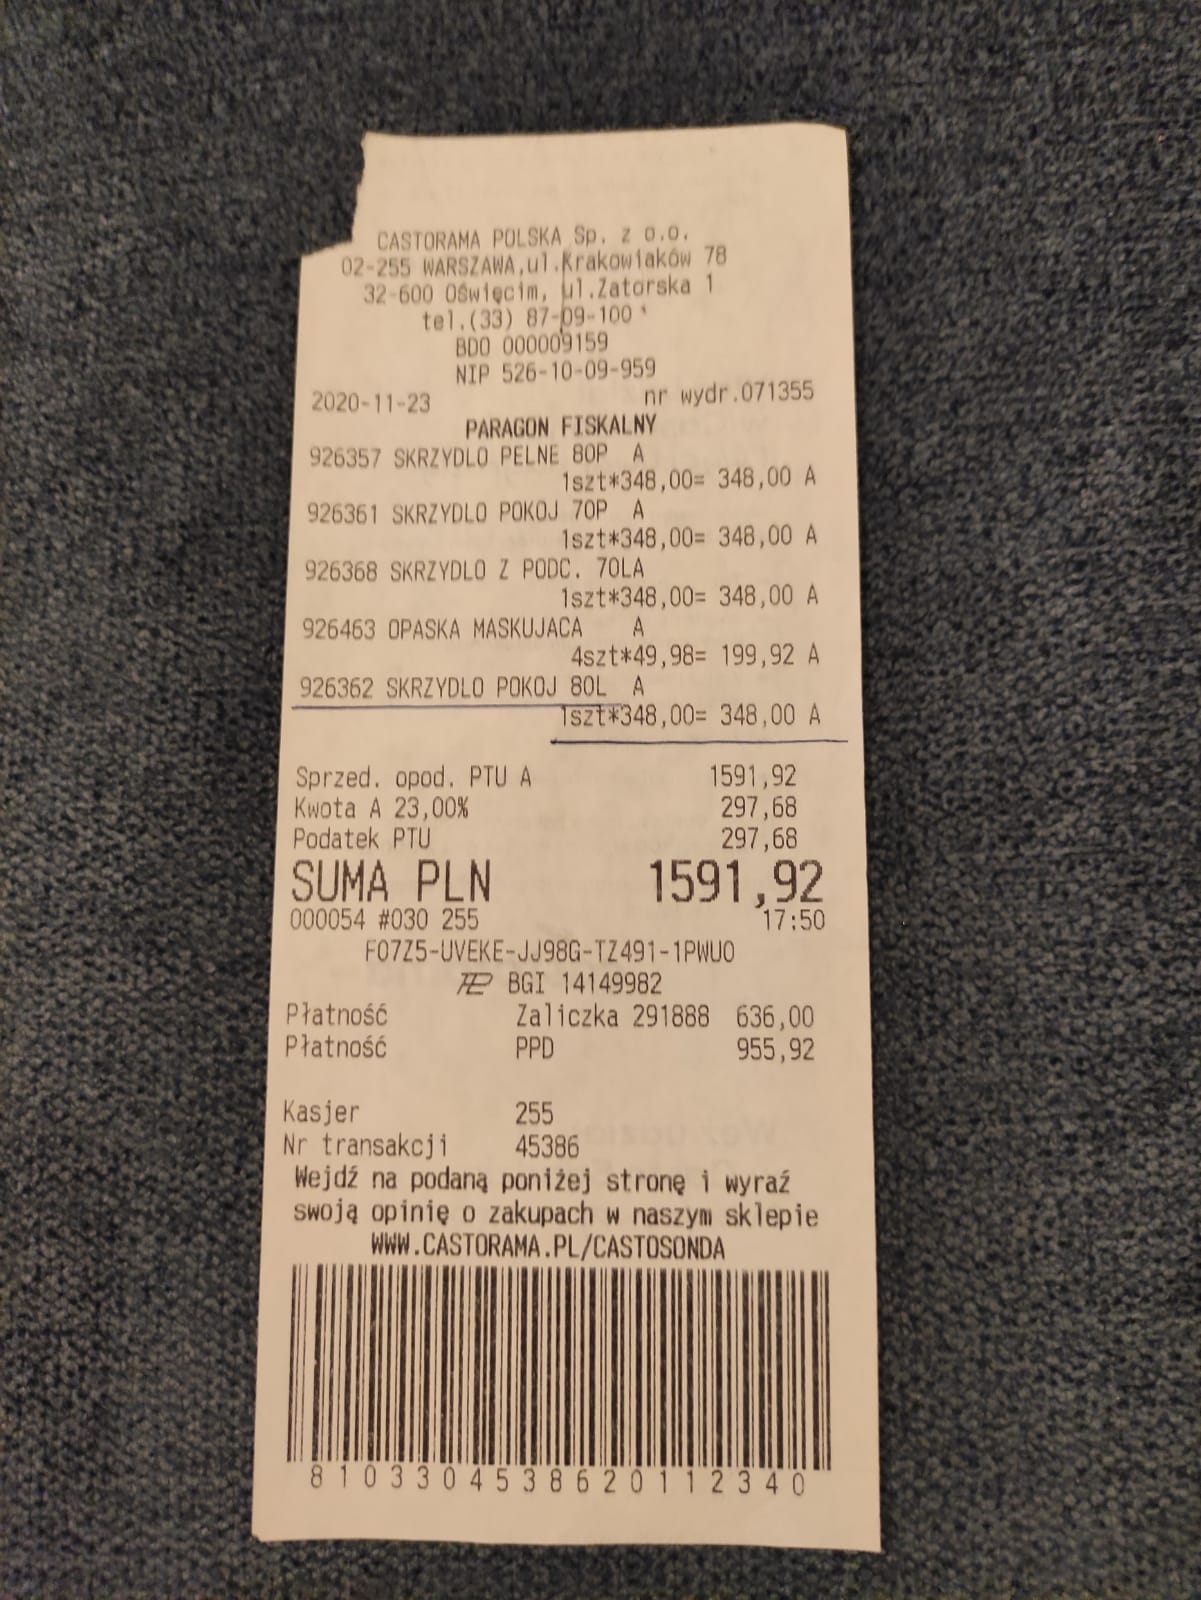 CASTORAMA POLSKA Sp. z o.o.
02-255 WARSZAWA,ul.Krakowiaków 78
32-600 Oświęcim, ul.Zatorska 1
tel.(33) 87-09-100
BDO 000009159
NIP 526-10-09-959
2020-11-23 nr wydr.071355
PARAGON FISKALNY
926357 SKRZYDLO PELNE 80P A
1szt*348,00= 348,00 A
926361 SKRZYDLO POKOJ 70P A
1szt*348,00= 348,00 A
926368 SKRZYDLO Z PODC. 70LA
1szt*348,00= 348,00 A
926463 OPASKA MASKUJACA A
4szt*49,98= 199,92 A
926362 SKRZYDLO POKOJ 80L A
1szt*348,00= 348,00 A
Sprzed. opod. PTU A 1591,92
Kwota A 23,00% 297,68
Podatek PTU 297,68
SUMA PLN 1591,92
000054 #030 255 17:50
F07Z5-UVEKE-JJ98G-TZ491-1PWU0
BGI 14149982
Płatność Zaliczka 291888 636,00
Płatność PPD 955,92
Kasjer 255
Nr transakcji 45386
Wejdź na podaną poniżej stronę i wyraź
swoją opinię o zakupach w naszym sklepie
WWW.CASTORAMA.PL/CASTOSONDA
8103304538620112340